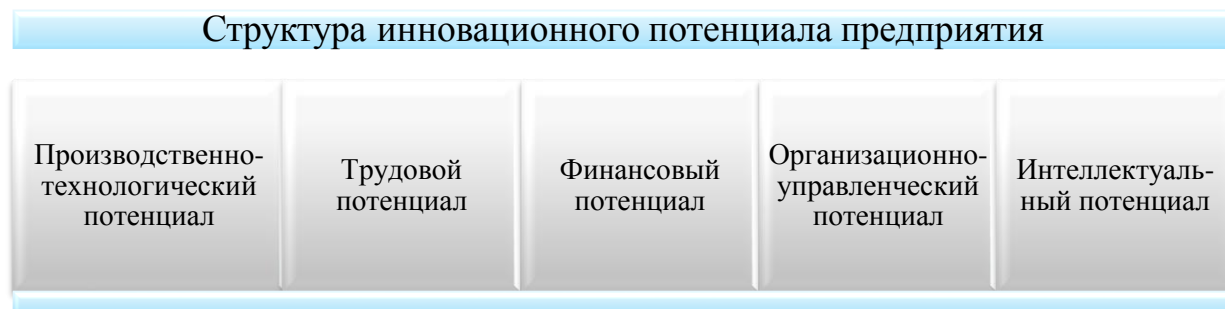 Структура инновационного потенциала предприятия
Производственно-
технологический
потенциал
Трудовой
потенциал
Финансовый
потенциал
Организационно-
управленческий
потенциал
Интеллектуаль-
ный потенциал